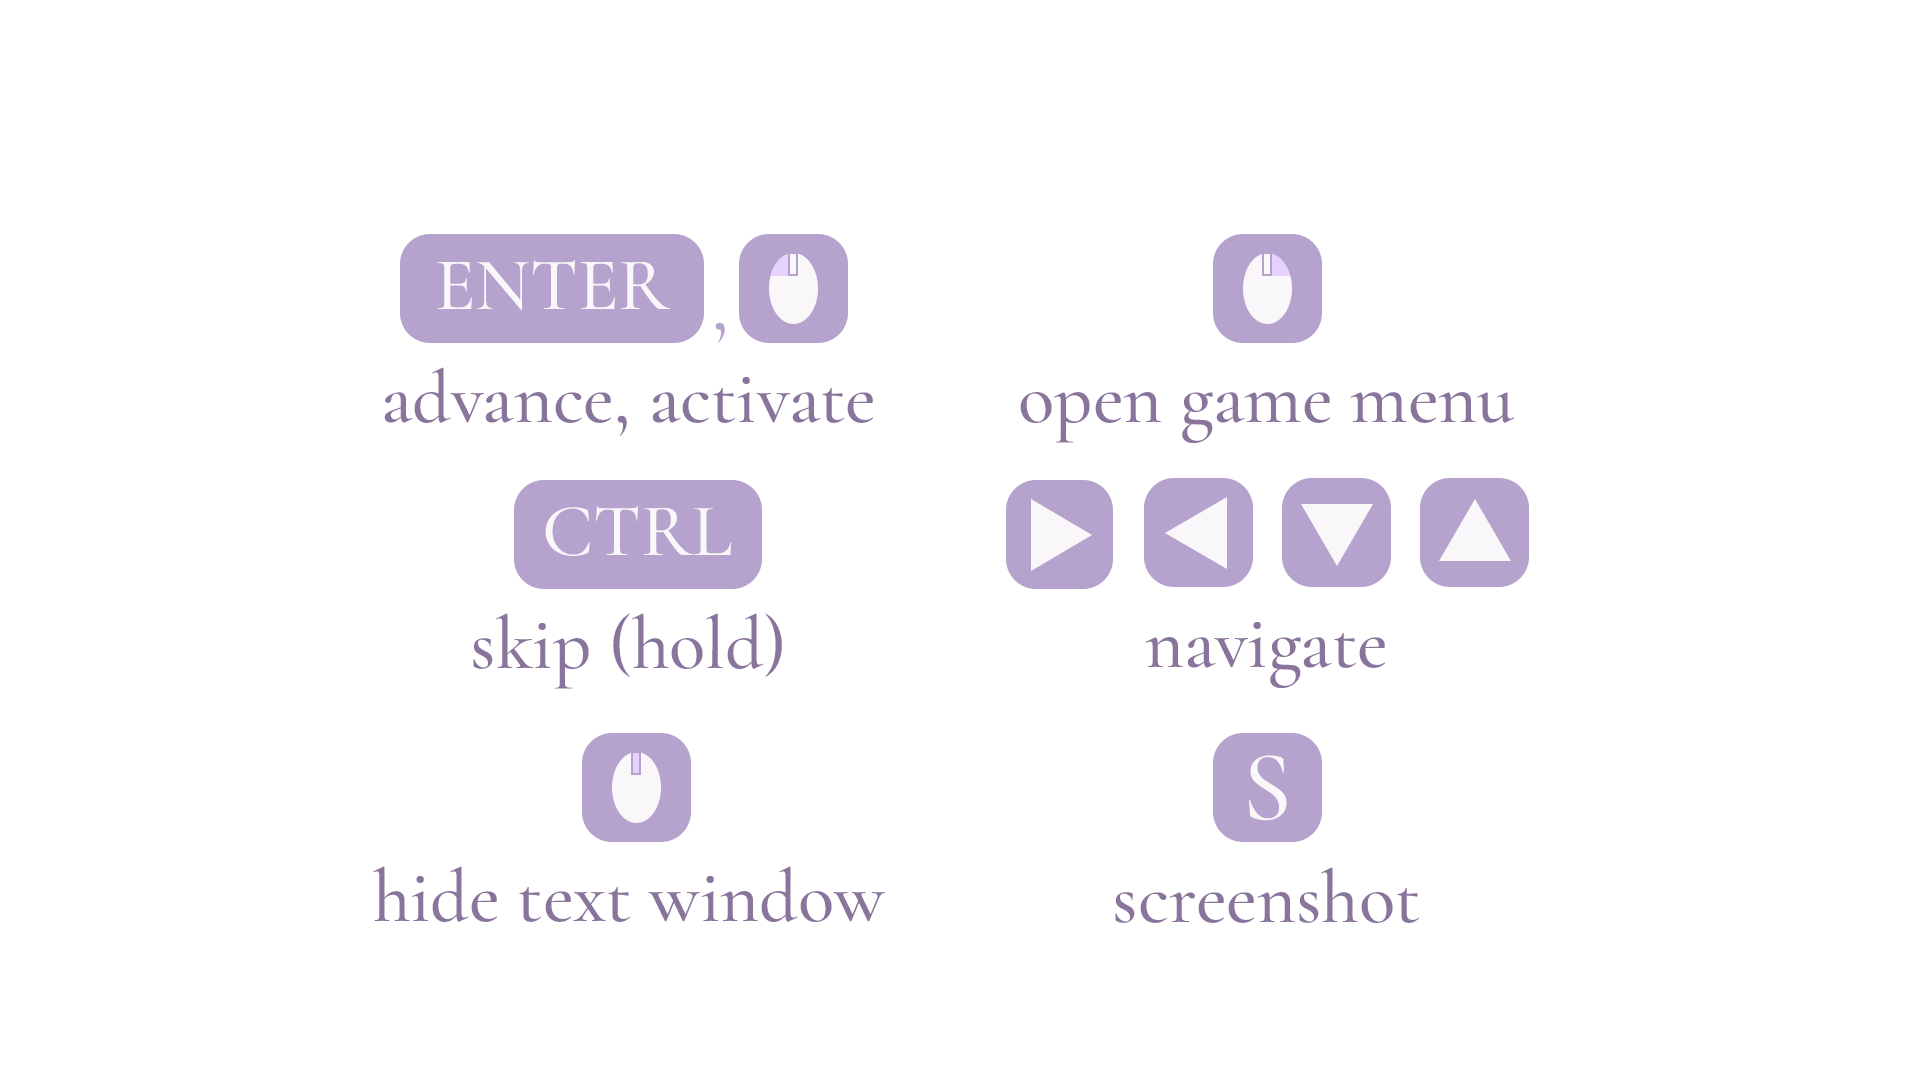 ENTER ,
advance, activate
open game menu
CTRL
skip (hold)
navigate
hide text window
S
screenshot